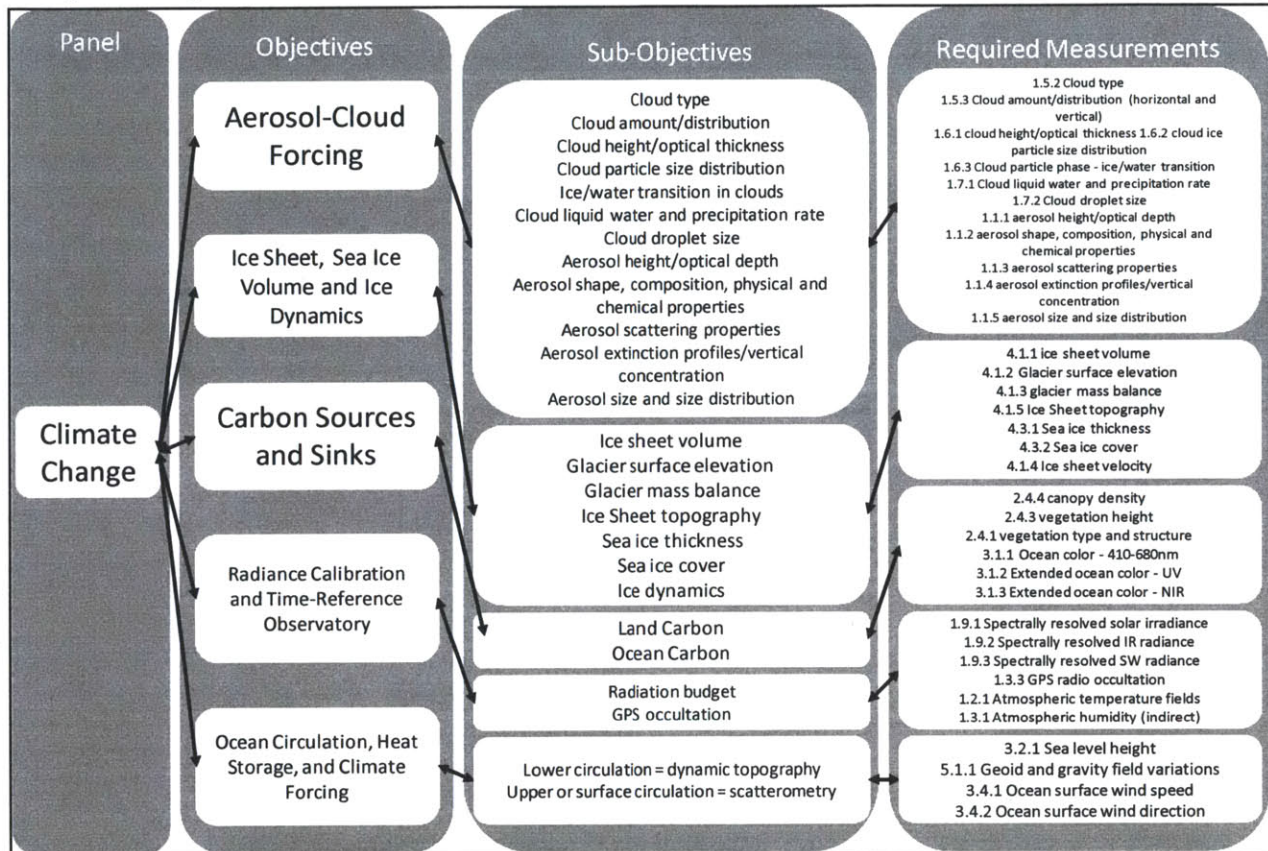 Panel
Climate
Change
Objectives
Aerosol-Cloud
Forcing
Ice Sheet, Sea Ice
Volume and Ice
Dynamics
Carbon Sources
and Sinks
Radiance Calibration
and Time-Reference
Observatory
Ocean Circulation, Heat
Storage, and Climate
Forcing
Sub-Objectives
Cloud type
Cloud amount/distribution
Cloud height/optical thickness
Cloud particle size distribution
Ice/water transition in clouds
Cloud liquid water and precipitation rate
Cloud droplet size
Aerosol height/optical depth
Aerosol shape, composition, physical and
chemical properties
Aerosol scattering properties
Aerosol extinction profiles/vertical
concentration
Aerosol size and size distribution
Ice sheet volume
Glacier surface elevation
Glacier mass balance
Ice Sheet topography
Sea ice thickness
Sea ice cover
Ice dynamics
Land Carbon
Ocean Carbon
Radiation budget
GPS occultation
Lower circulation = dynamic topography
Upper or surface circulation = scatterometry
Required Measurements
1.5.2 Cloud type
1.5.3 Cloud amount/distribution (horizontal and
vertical)
1.6.1 cloud height/optical thickness 1.6.2 cloud ice
particle size distribution
1.6.3 Cloud particle phase - ice/water transition
1.7.1 Cloud liquid water and precipitation rate
1.7.2 Cloud droplet size
1.1.1 aerosol height/optical depth
1.1.2 aerosol shape, composition, physical and
chemical properties
1.1.3 aerosol scattering properties
1.1.4 aerosol extinction profiles/vertical
concentration
1.1.5 aerosol size and size distribution
4.1.1 ice sheet volume
4.1.2 Glacier surface elevation
4.1.3 glacier mass balance
4.1.5 Ice Sheet topography
4.3.1 Sea ice thickness
4.3.2 Sea ice cover
4.1.4 Ice sheet velocity
2.4.4 canopy density
2.4.3 vegetation height
2.4.1 vegetation type and structure
3.1.1 Ocean color - 410-680nm
3.1.2 Extended ocean color - UV
3.1.3 Extended ocean color - NIR
1.9.1 Spectrally resolved solar irradiance
1.9.2 Spectrally resolved IR radiance
1.9.3 Spectrally resolved SW radiance
1.3.3 GPS radio occultation
1.2.1 Atmospheric temperature fields
1.3.1 Atmospheric humidity (indirect)
3.2.1 Sea level height
5.1.1 Geoid and gravity field variations
3.4.1 Ocean surface wind speed
3.4.2 Ocean surface wind direction